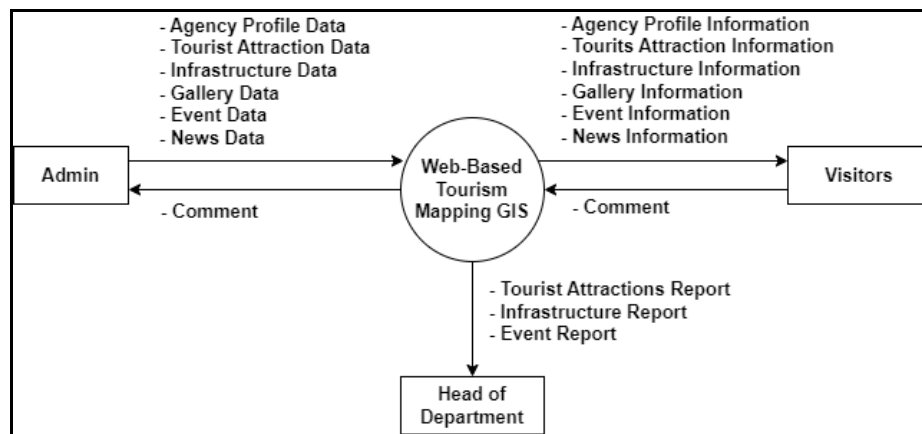 - Agency Profile Data
- Tourist Attraction Data
- Infrastructure Data
- Gallery Data
- Event Data
- News Data
- Agency Profile Information
- Tourits Attraction Information
- Infrastructure Information
- Gallery Information
- Event Information
- News Information
Admin
Web-Based
Tourism
Mapping GIS
Visitors
- Comment
- Comment
- Tourist Attractions Report
- Infrastructure Report
- Event Report
Head of
Department